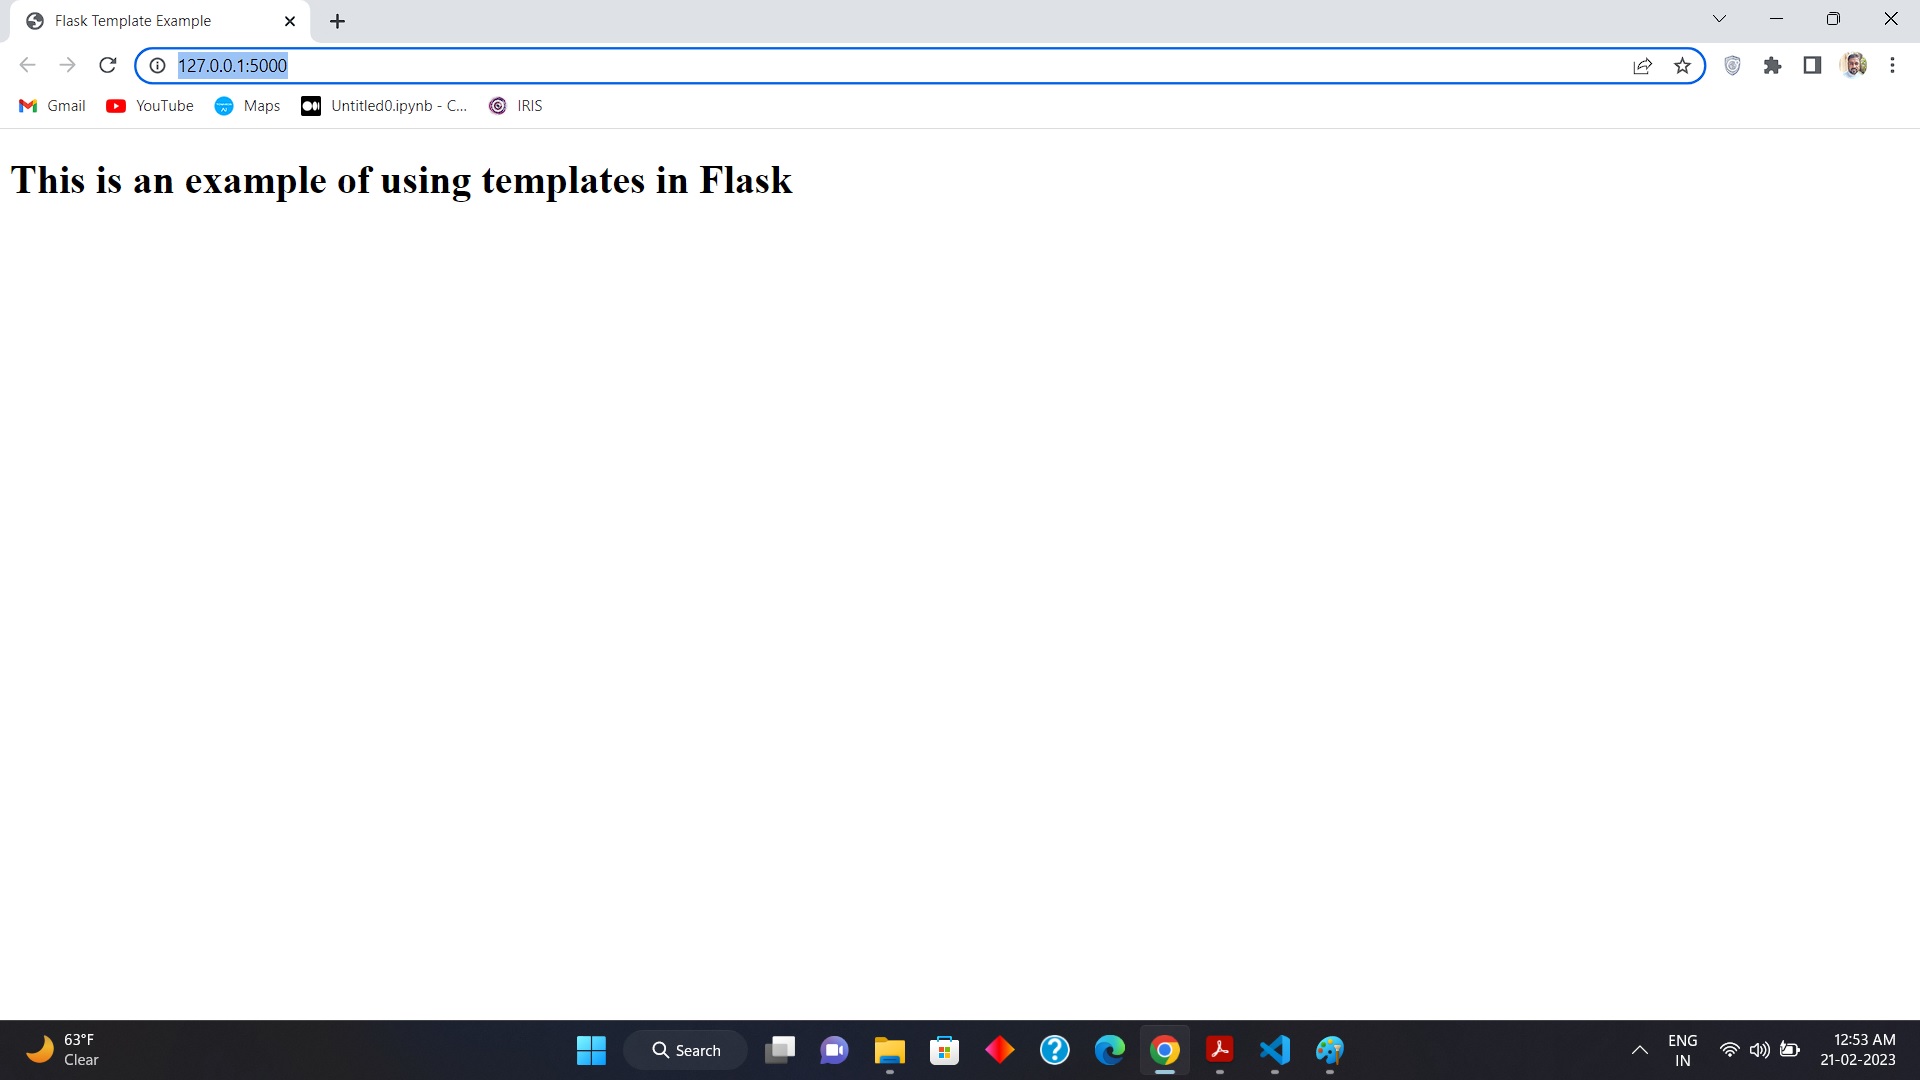 Flask Template Example
127.0.0.1:5000
Gmail YouTube Maps Untitled0.ipynb - C... IRIS
This is an example of using templates in Flask
63°F
Clear
Search
ENG
IN
12:53 AM
21-02-2023